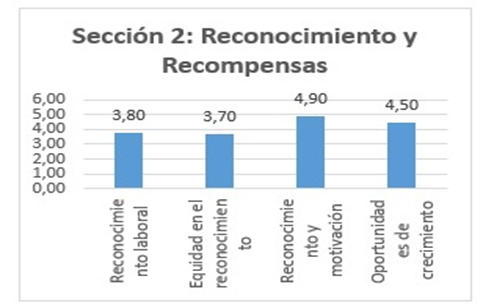 Sección 2: Reconocimiento y
Recompensas
6,00
5,00
4,00
3,00
2,00
1,00
0,00
3,80
3,70
4,90
4,50
Reconocimie
nto laboral
Equidad en el
reconocimien
to
Reconocimie
nto y
motivación
Oportunidad
es de
crecimiento